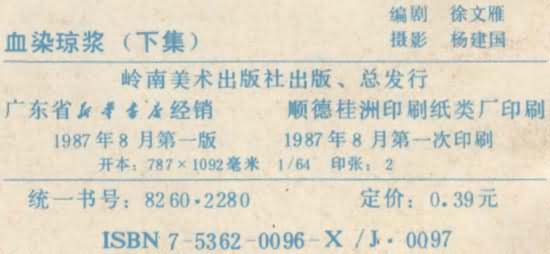 编剧 徐文雁
血染琼浆（下集） 摄影 杨建国
岭南美术出版社出版、总发行
广东省新华书店经销 顺德桂洲印刷纸类厂印刷
1987年8月第一版 1987年8月第一次印刷
开本：787×1092毫米 1/64 印张：2
统一书号：8260·2280 定价：0.39元
ISBN 7-5362-0096-X /J·0097